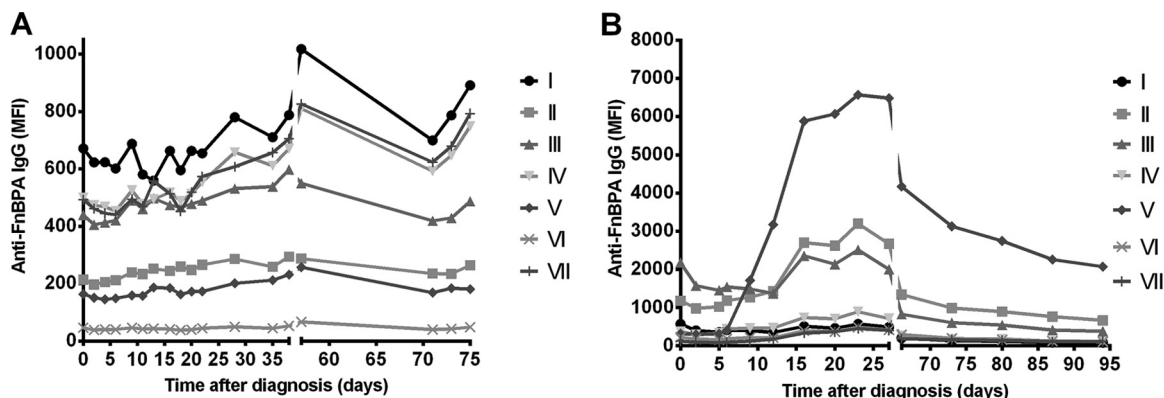 A
Anti-FnBPA IgG (MFI)
1000
800
600
400
200
0
0 5 10 15 20 25 30 35 60 65 70 75
Time after diagnosis (days)
I
II
III
IV
V
VI
VII
B
Anti-FnBPA IgG (MFI)
8000
7000
6000
5000
4000
3000
2000
1000
0
0 5 10 15 20 25 70 75 80 85 90 95
Time after diagnosis (days)
I
II
III
IV
V
VI
VII